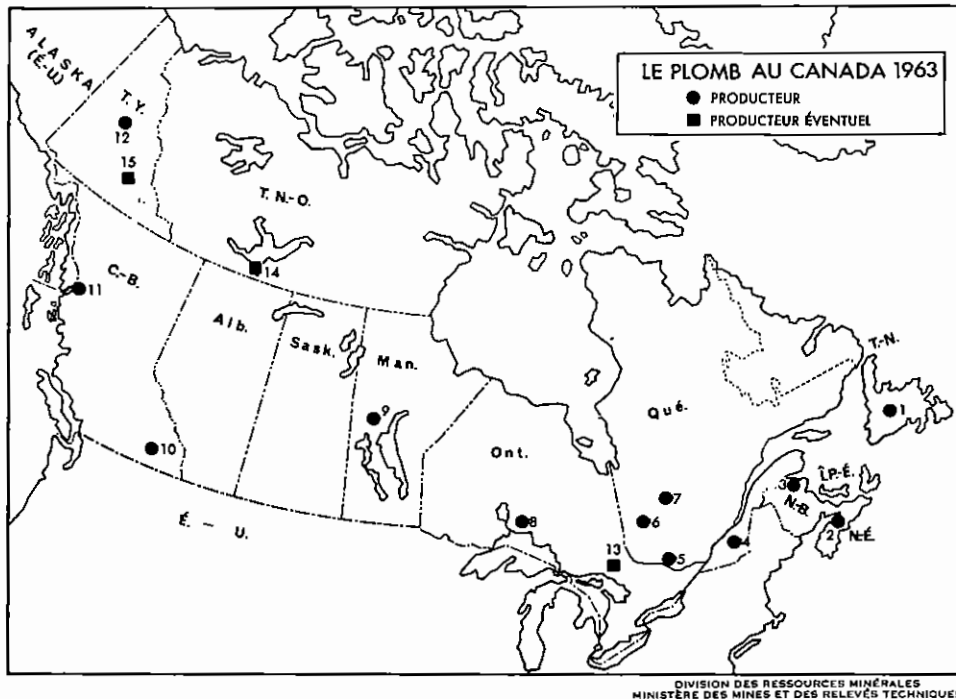 LE PLOMB AU CANADA 1963
● PRODUCTEUR
■ PRODUCTEUR ÉVENTUEL
ALASKA
(É-U)
T. Y.
12
15
T. N.-O.
14
C.-B.
11
Alb.
Sask.
Man.
9
10
Ont.
Qué.
T.-N.
1
7
6
8
13
5
4
3
N-B.
Î.P.-É.
2
N-É.
É. - U.
DIVISION DES RESSOURCES MINÉRALES
MINISTÈRE DES MINES ET DES RELEVÉS TECHNIQUES